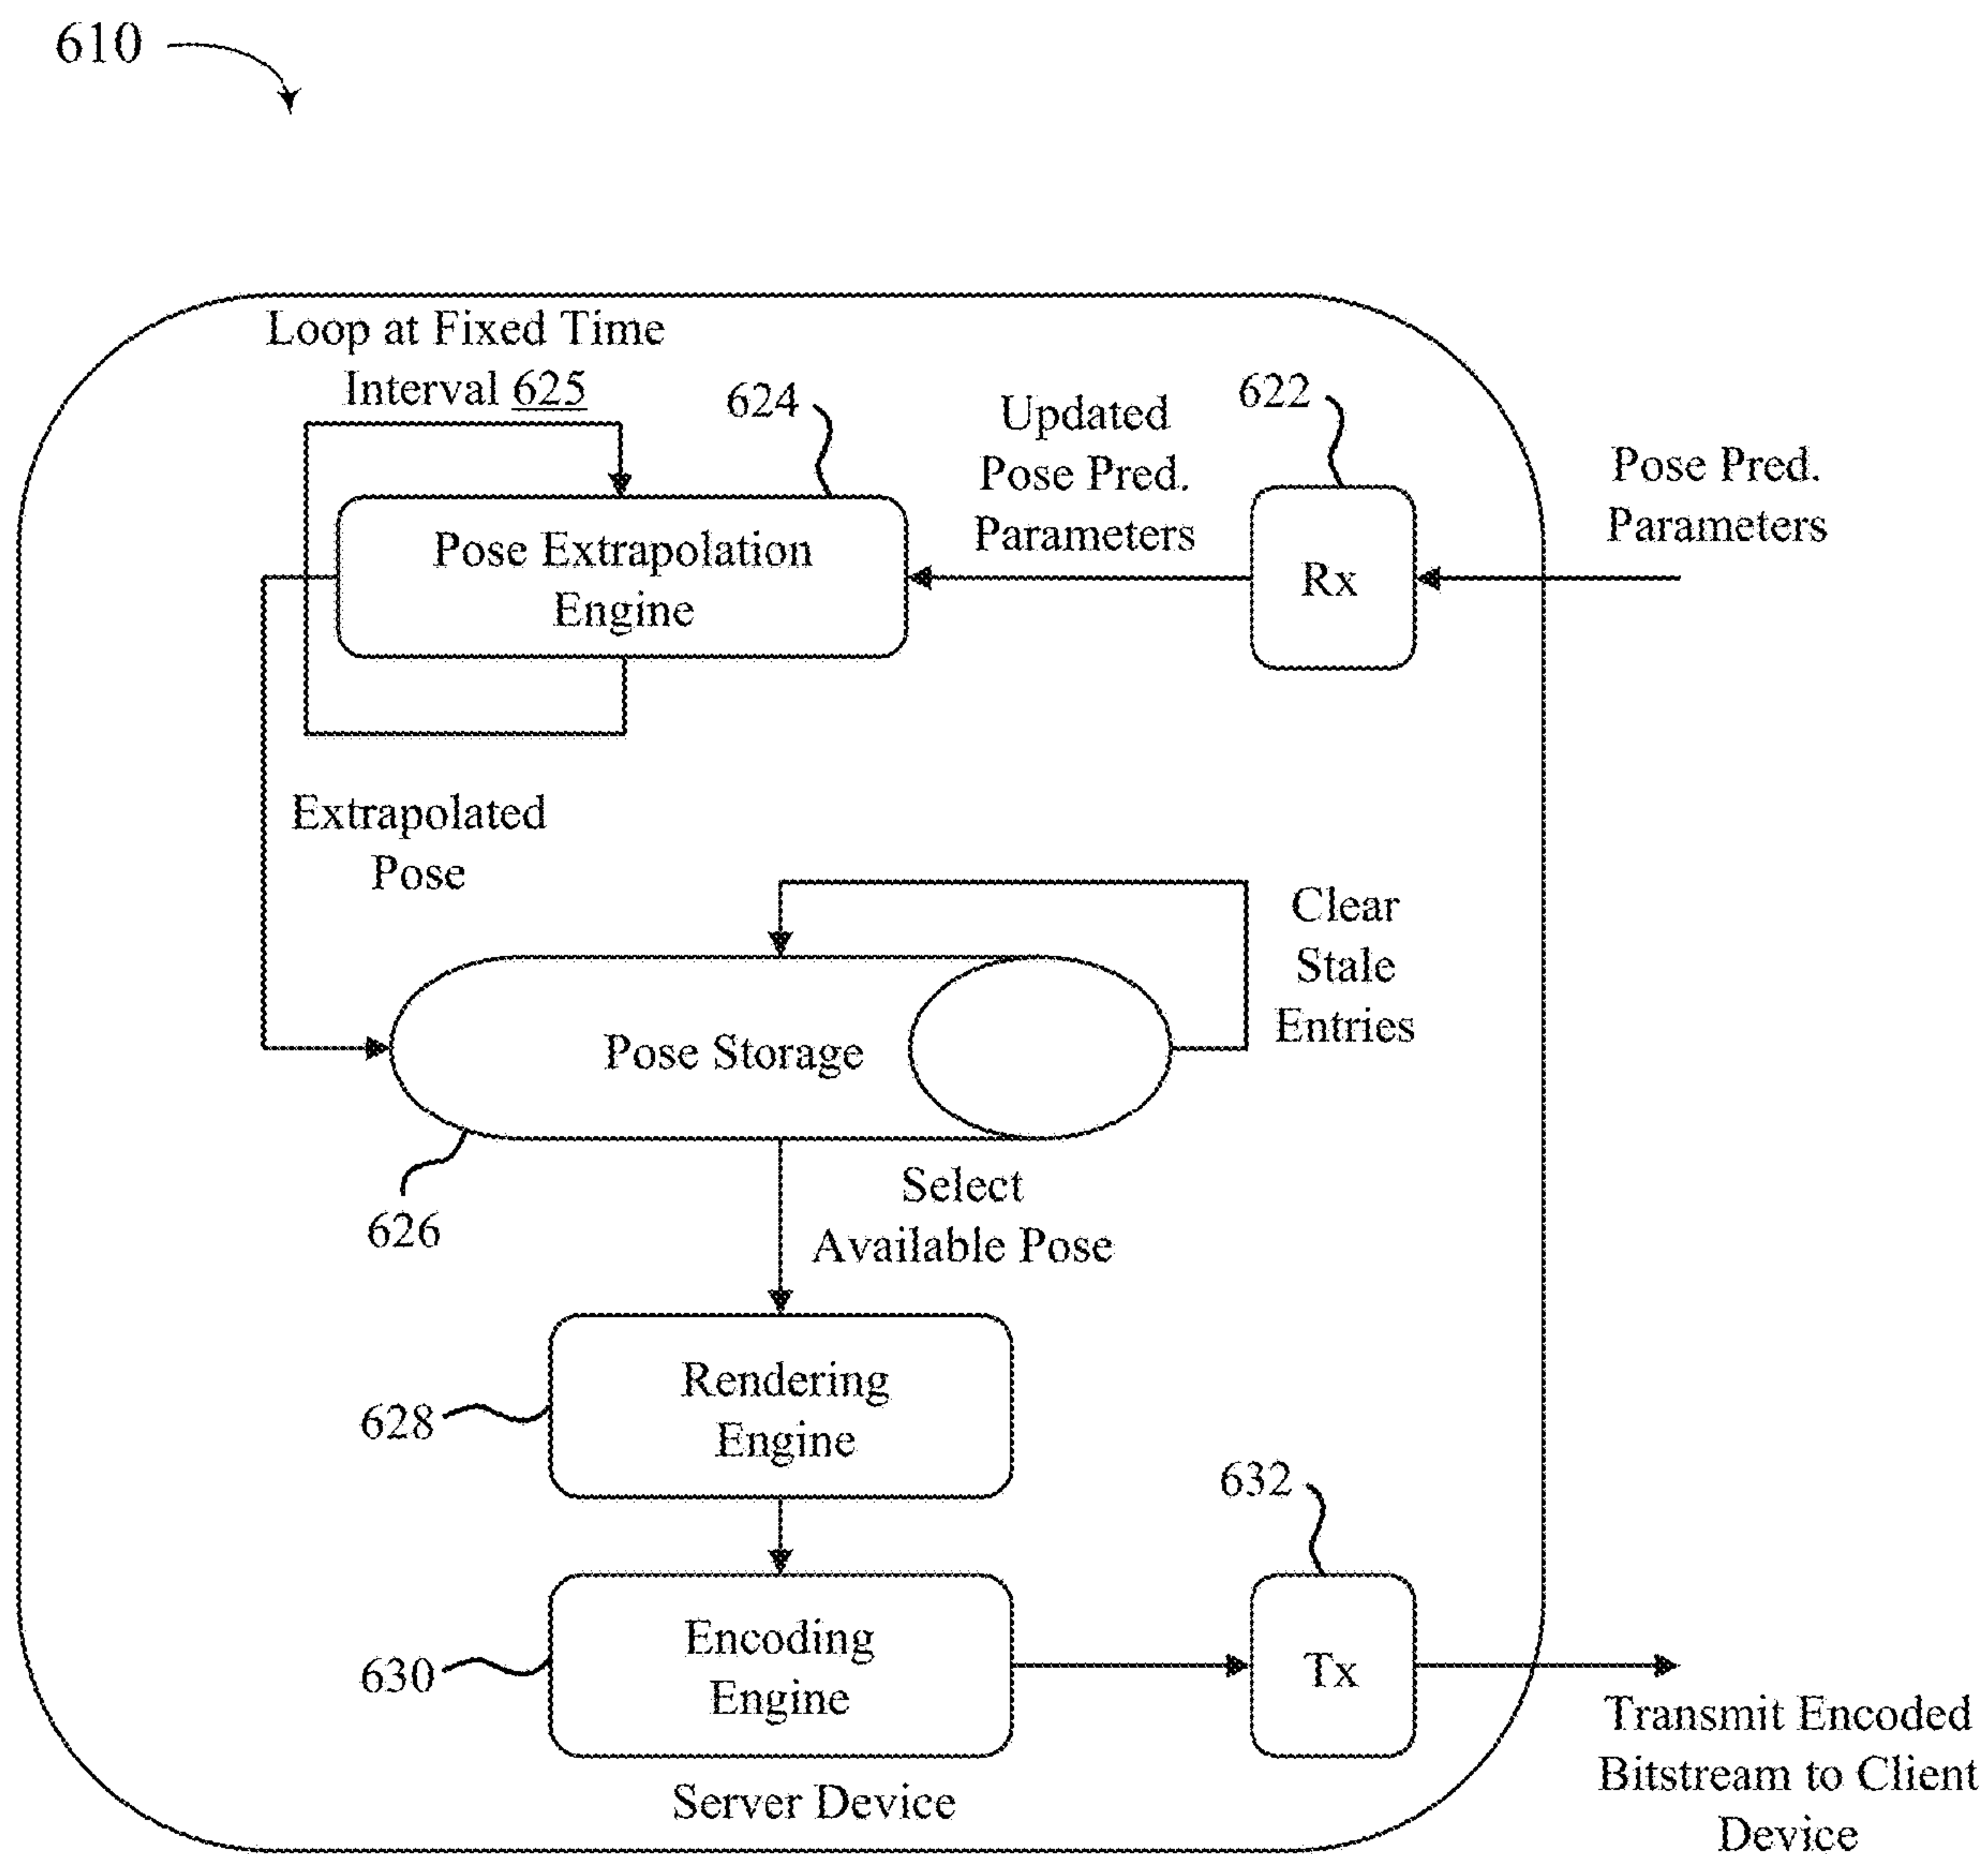 610
Loop at Fixed Time
Interval 625
624
Updated
Pose Pred.
Parameters
622
Pose Pred.
Parameters
Pose Extrapolation
Engine
Rx
Extrapolated
Pose
Clear
Stale
Entries
Pose Storage
626
Select
Available Pose
Rendering
Engine
628
632
Encoding
Engine
630
Tx
Transmit Encoded
Bitstream to Client
Device
Server Device